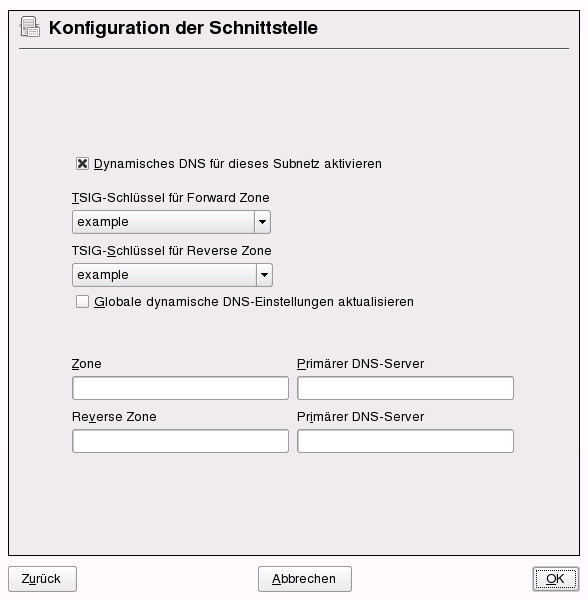 Konfiguration der Schnittstelle
Dynamisches DNS für dieses Subnetz aktivieren
TSIG-Schlüssel für Forward Zone
example
TSIG-Schlüssel für Reverse Zone
example
Globale dynamische DNS-Einstellungen aktualisieren
Zone Primärer DNS-Server
Reverse Zone Primärer DNS-Server
Zurück Abbrechen OK